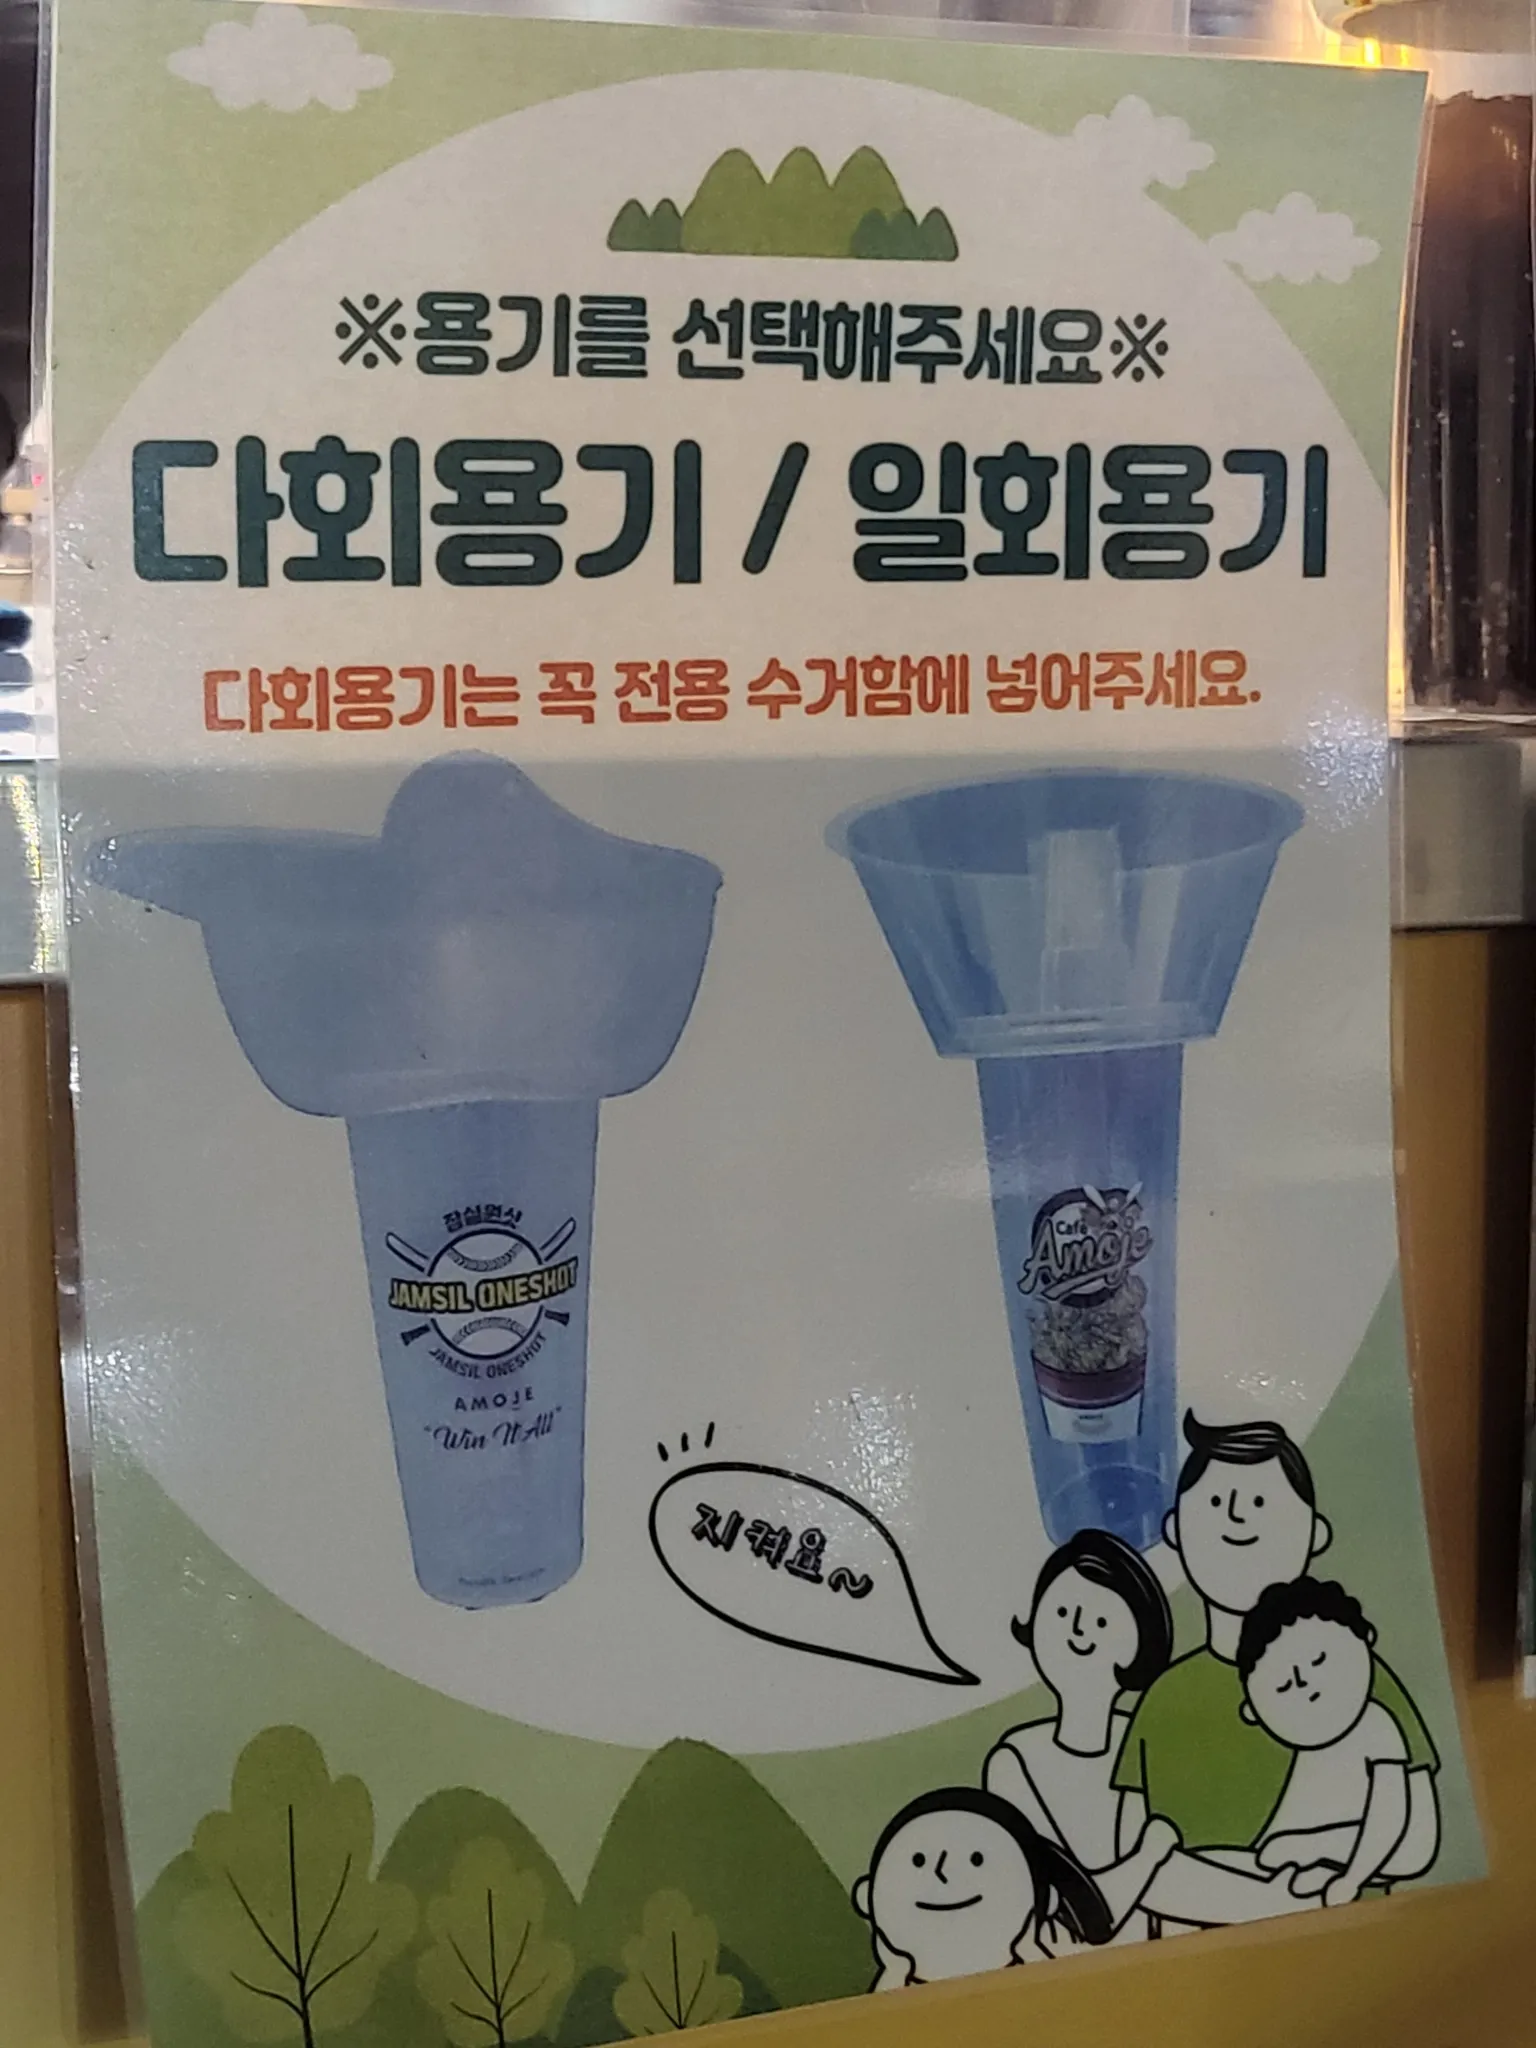 ※용기를 선택해주세요※
다회용기 / 일회용기
다회용기는 꼭 전용 수거함에 넣어주세요.
잠실원샷
JAMSIL ONESHOT
JAMSIL ONESHOT
AMOJE
"Win It All"
Café
Amoje
지켜요~